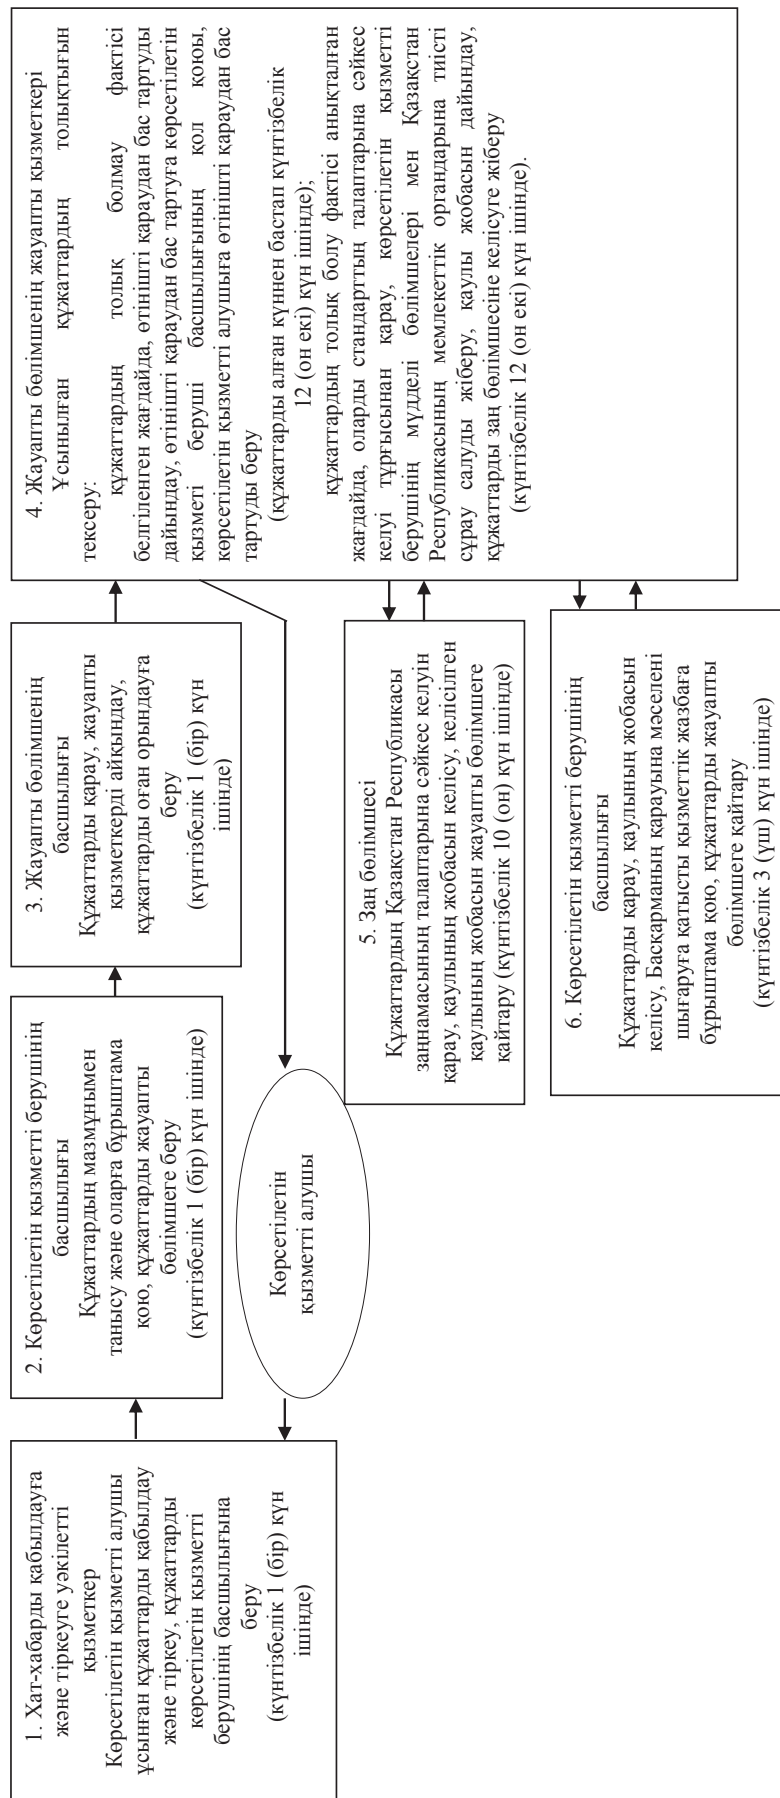 1. Хат-хабарды қабылдауға
және тіркеуге уәкілетті
қызметкер
Көрсетілетін қызметті алушы
ұсынған құжаттарды қабылдау
және тіркеу, құжаттарды
көрсетілетін қызметті
берушінің басшылығына
беру
(күнтізбелік 1 (бір) күн
ішінде)
2. Көрсетілетін қызметті берушінің
басшылығы
Құжаттардың мазмұнымен
танысу және оларға бұрыштама
қою, құжаттарды жауапты
бөлімшеге беру
(күнтізбелік 1 (бір) күн ішінде)
3. Жауапты бөлімшенің
басшылығы
Құжаттарды қарау, жауапты
қызметкерді айқындау,
құжаттарды оған орындауға
беру
(күнтізбелік 1 (бір) күн
ішінде)
4. Жауапты бөлімшенің жауапты қызметкері
Ұсынылған құжаттардың толықтығын
тексеру:
құжаттардың толық болмау фактісі
белгіленген жағдайда, өтінішті қараудан бас тартуды
дайындау, өтінішті қараудан бас тартуға көрсетілетін
қызметі беруші басшылығының қол қоюы,
көрсетілетін қызметті алушыға өтінішті қараудан бас
тартуды беру
(құжаттарды алған күннен бастап күнтізбелік
12 (он екі) күн ішінде);
құжаттардың толық болу фактісі анықталған
жағдайда, оларды стандарттың талаптарына сәйкес
келуі тұрғысынан қарау, көрсетілетін қызметті
берушінің мүдделі бөлімшелері мен Қазақстан
Республикасының мемлекеттік органдарына тиісті
сұрау салуды жіберу, қаулы жобасын дайындау,
құжаттарды заң бөлімшесіне келісуге жіберу
(күнтізбелік 12 (он екі) күн ішінде).
Көрсетілетін
қызметті алушы
5. Заң бөлімшесі
Құжаттардың Қазақстан Республикасы
заңнамасының талаптарына сәйкес келуін
қарау, қаулының жобасын келісу, келісілген
қаулының жобасын жауапты бөлімшеге
қайтару (күнтізбелік 10 (он) күн ішінде)
6. Көрсетілетін қызметті берушінің
басшылығы
Құжаттарды қарау, қаулының жобасын
келісу, Басқарманың қарауына мәселені
шығаруға қатысты қызметтік жазбаға
бұрыштама қою, құжаттарды жауапты
бөлімшеге қайтару
(күнтізбелік 3 (үш) күн ішінде)